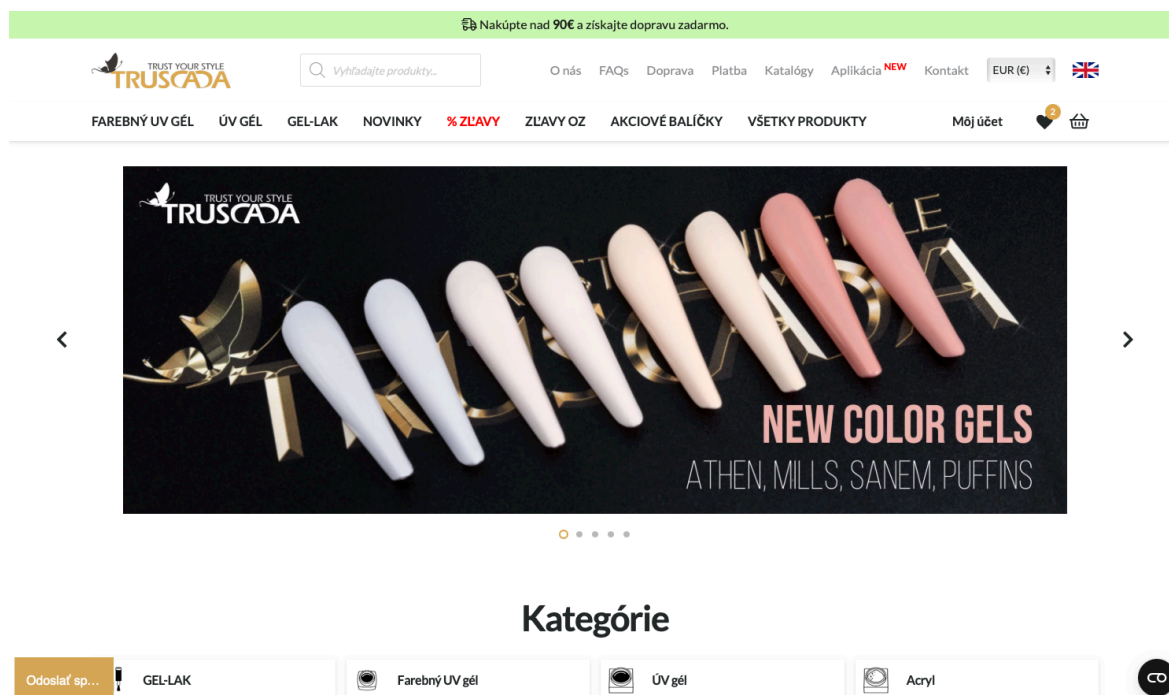 Nakúpte nad 90€ a získajte dopravu zadarmo.
TRUST YOUR STYLE
TRUSCADA
Vyhľadajte produkty...
O nás FAQs Doprava Platba Katalógy Aplikácia NEW Kontakt EUR (€)
FAREBNÝ UV GÉL ÚV GÉL GEL-LAK NOVINKY % ZĽAVY ZĽAVY OZ AKCIOVÉ BALÍČKY VŠETKY PRODUKTY Môj účet 2
TRUST YOUR STYLE
TRUSCADA
NEW COLOR GELS
ATHEN, MILLS, SANEM, PUFFINS
Kategórie
Odoslať sp...
GEL-LAK Farebný UV gél ÚV gél Acryl